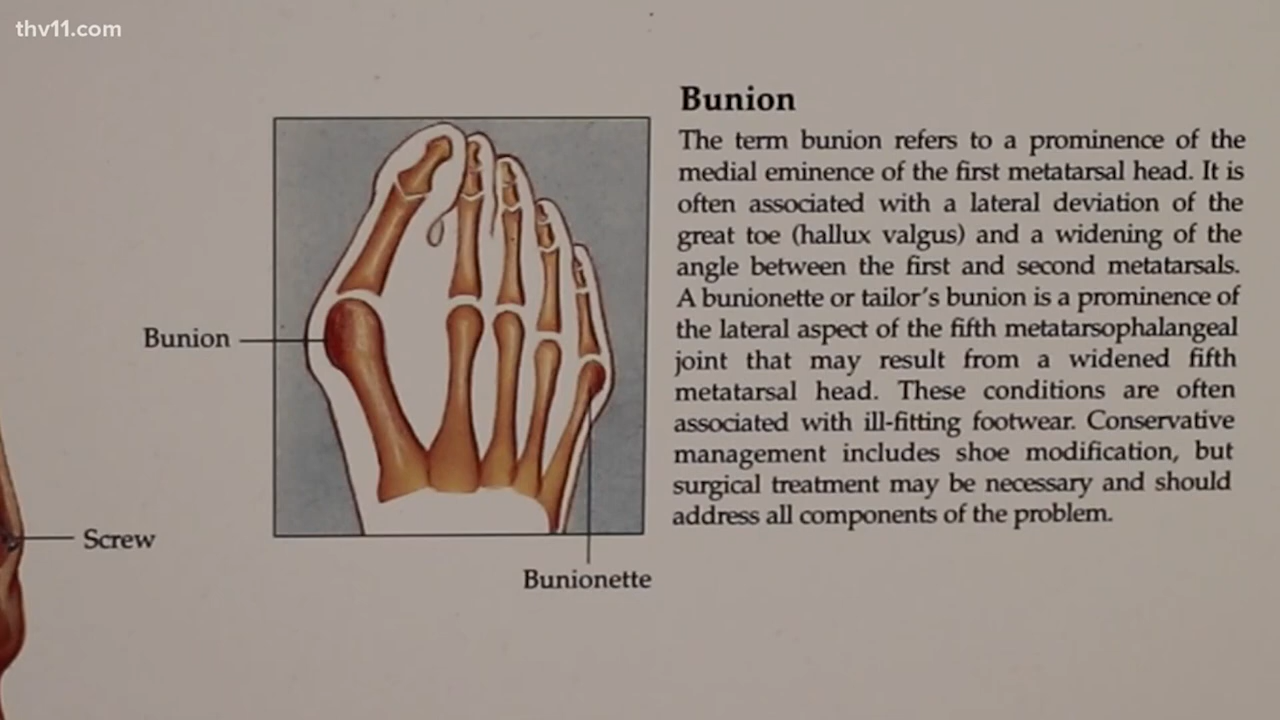 thv11.com
Bunion
The term bunion refers to a prominence of the
medial eminence of the first metatarsal head. It is
often associated with a lateral deviation of the
great toe (hallux valgus) and a widening of the
angle between the first and second metatarsals.
A bunionette or tailor's bunion is a prominence of
the lateral aspect of the fifth metatarsophalangeal
joint that may result from a widened fifth
metatarsal head. These conditions are often
associated with ill-fitting footwear. Conservative
management includes shoe modification, but
surgical treatment may be necessary and should
address all components of the problem.
Bunion
Screw
Bunionette